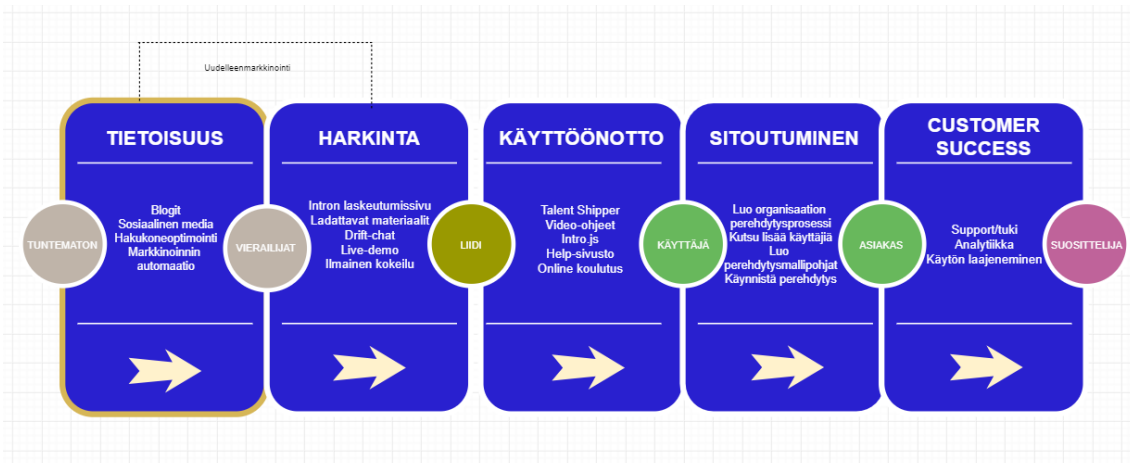 Uudelleenmarkkinointi
TIETOISUUS
Blogit
Sosiaalinen media
Hakukoneoptimointi
Markkinoinnin
automaatio
HARKINTA
Intron laskeutumissivu
Ladattavat materiaalit
Drift-chat
Live-demo
Ilmainen kokeilu
KÄYTTÖÖNOTTO
Talent Shipper
Video-ohjeet
Intro.js
Help-sivusto
Online koulutus
SITOUTUMINEN
Luo organisaation
perehdytysprosessi
Kutsu lisää käyttäjiä
Luo
perehdytysmallipohjat
Käynnistä perehdytys
CUSTOMER
SUCCESS
Support/tuki
Analytiikka
Käytön laajeneminen
TUNTEMATON
VIERAILIJAT
LIIDI
KÄYTTÄJÄ
ASIAKAS
SUOSITTELIJA